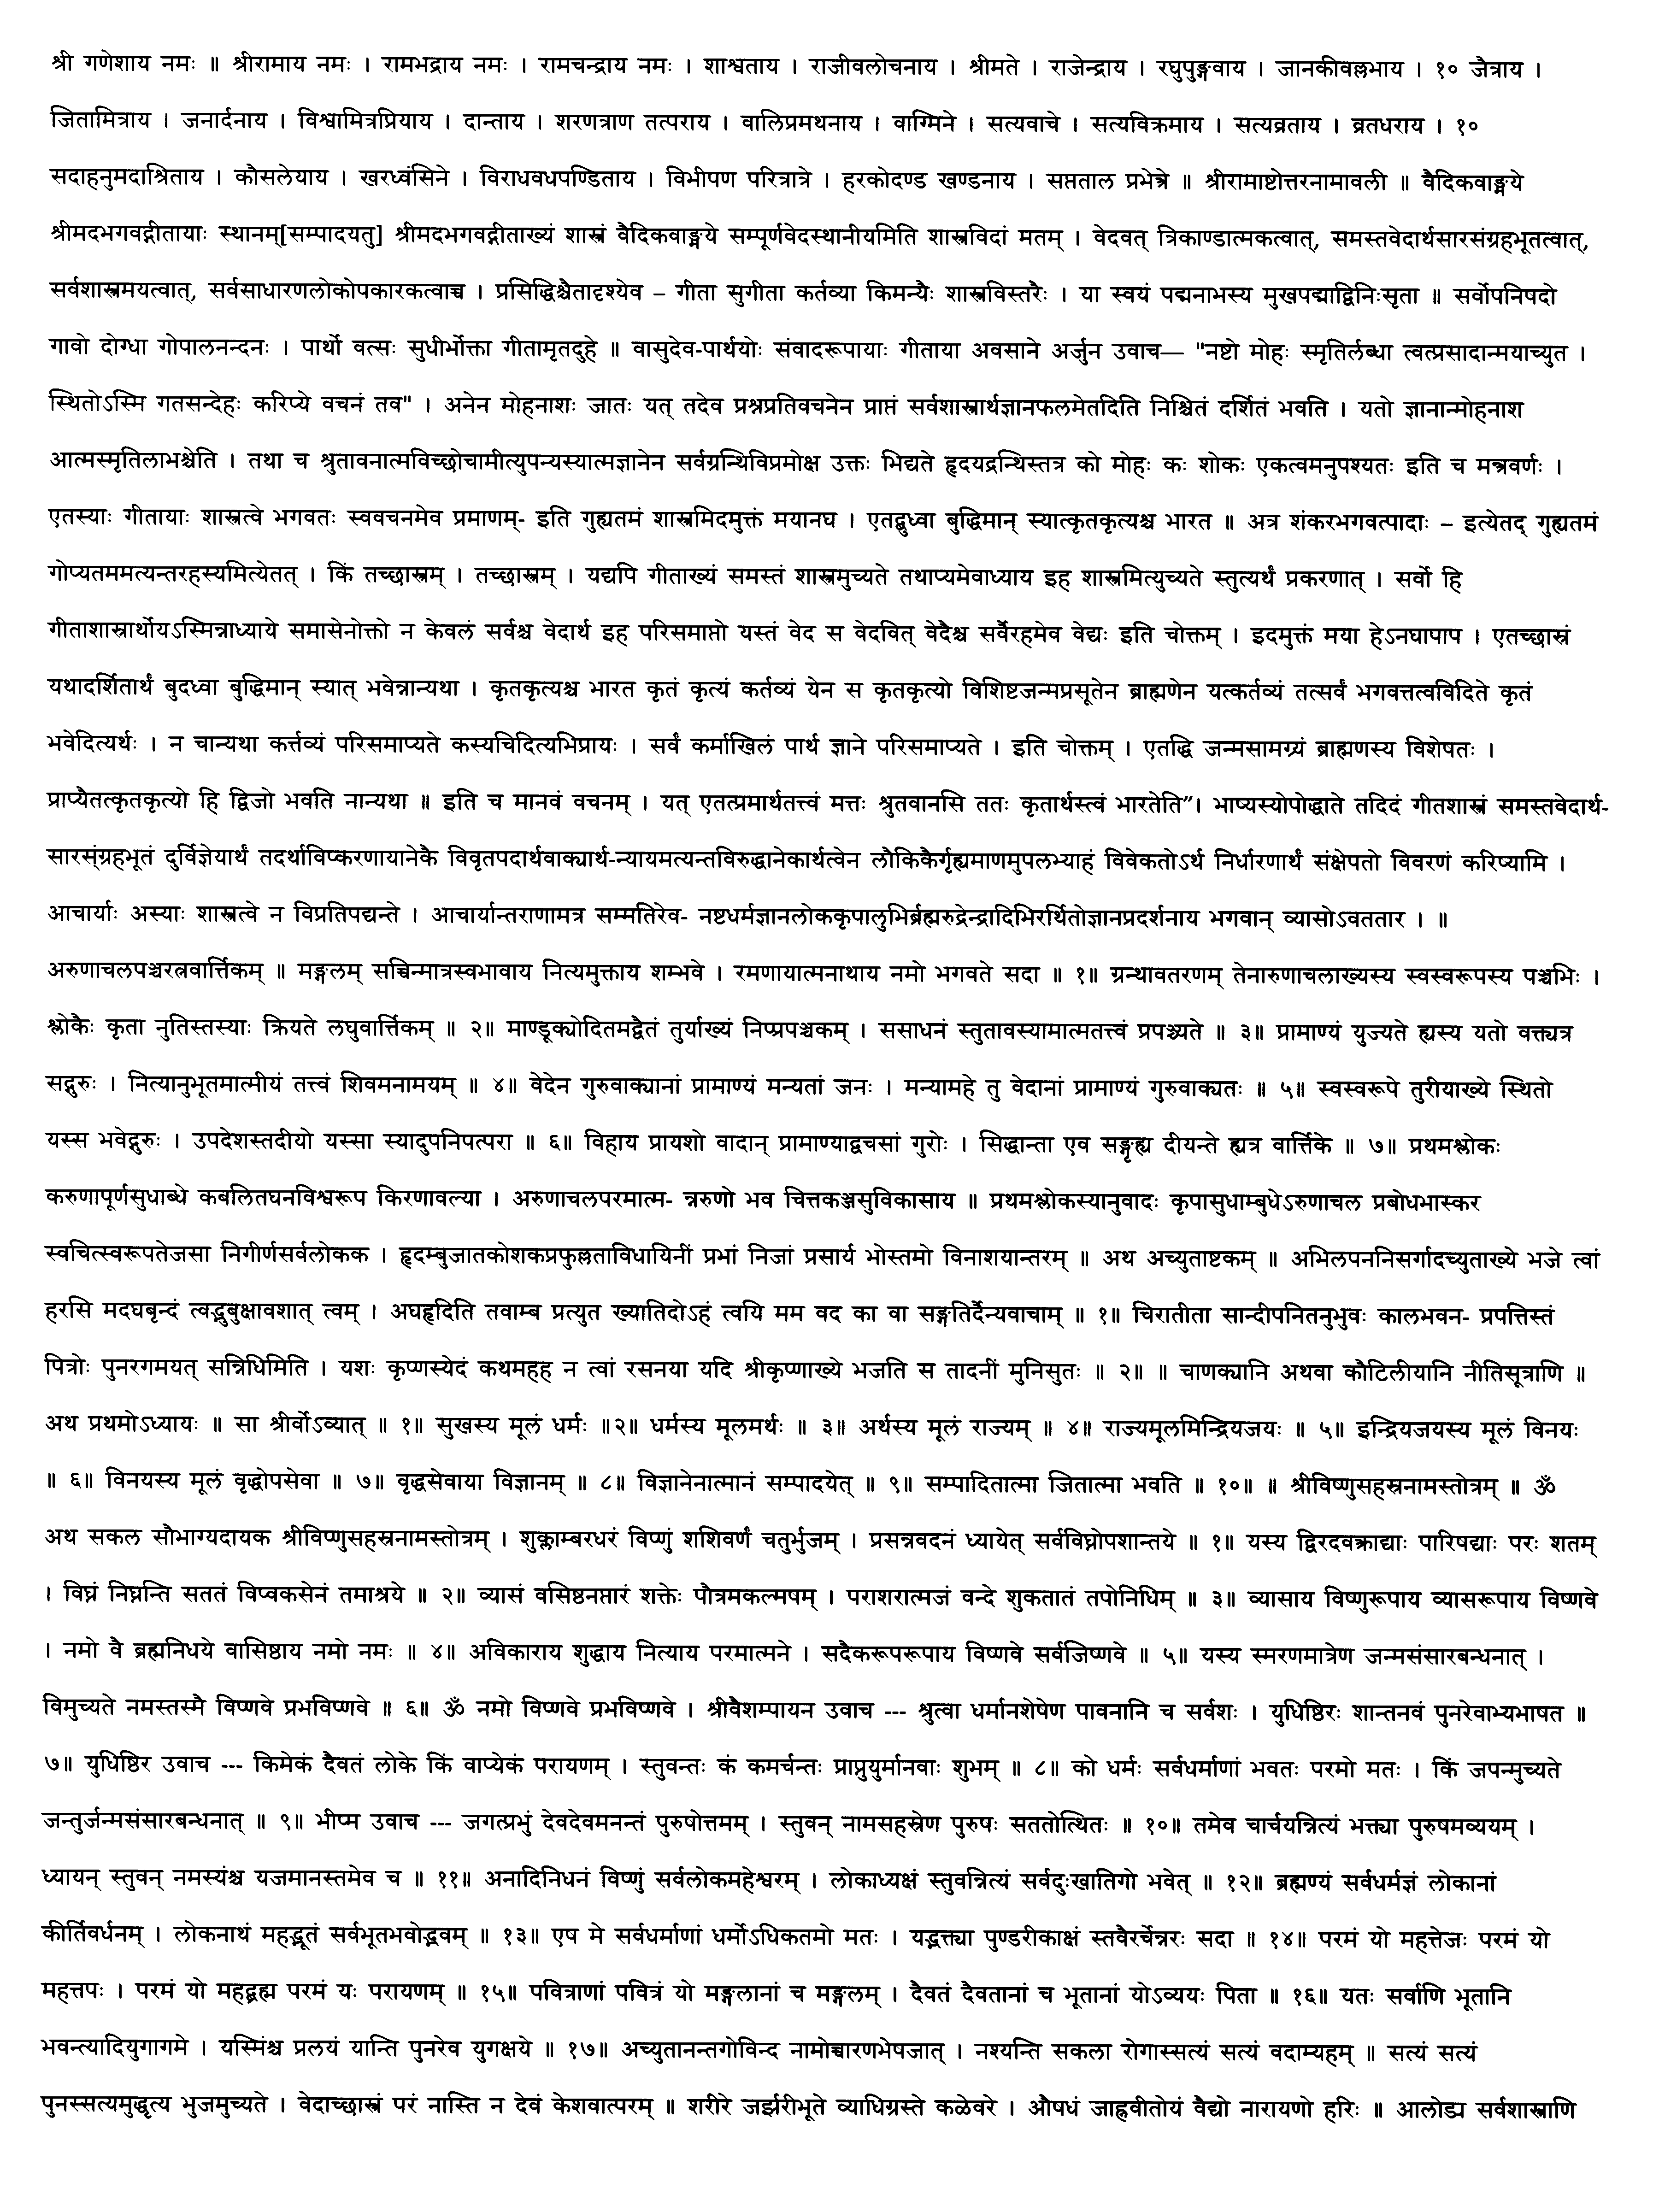 श्री गणेशाय नमः ॥ श्रीरामाय नमः । रामभद्राय नमः । रामचन्द्राय नमः । शाश्वताय । राजीवलोचनाय । श्रीमते । राजेन्द्राय । रघुपुङ्गवाय । जानकीवल्लभाय । १० जैत्राय ।
जितामित्राय । जनार्दनाय । विश्वामित्रप्रियाय । दान्ताय । शरणत्राण तत्पराय । वालिप्रमथनाय । वाग्मिने । सत्यवाचे । सत्यविक्रमाय । सत्यव्रताय । व्रतधराय । १०
सदाहनुमदाश्रिताय । कौसलेयाय । खरध्वंसिने । विराधवधपण्डिताय । विभीषण परित्रात्रे । हरकोदण्ड खण्डनाय । सप्तताल प्रभेत्रे ॥ श्रीरामाष्टोत्तरनामावली ॥ वैदिकवाङ्मये
श्रीमदभगवद्गीतायाः स्थानम्[सम्पादयतु] श्रीमदभगवद्गीताख्यं शास्त्रं वैदिकवाङ्मये सम्पूर्णवेदस्थानीयमिति शास्त्रविदां मतम् । वेदवत् त्रिकाण्डात्मकत्वात्, समस्तवेदार्थसारसंग्रहभूतत्वात्,
सर्वशास्त्रमयत्वात्, सर्वसाधारणलोकोपकारकत्वाच्च । प्रसिद्धिश्चैतादृश्येव – गीता सुगीता कर्तव्या किमन्यैः शास्त्रविस्तरैः । या स्वयं पद्मनाभस्य मुखपद्माद्विनिःसृता ॥ सर्वोपनिषदो
गावो दोग्धा गोपालनन्दनः । पार्थो वत्सः सुधीर्भोक्ता गीतामृतदुहे ॥ वासुदेव-पार्थयोः संवादरूपायाः गीताया अवसाने अर्जुन उवाच— "नष्टो मोहः स्मृतिर्लब्धा त्वत्प्रसादान्मयाच्युत ।
स्थितोऽस्मि गतसन्देहः करिष्ये वचनं तव" । अनेन मोहनाशः जातः यत् तदेव प्रश्नप्रतिवचनेन प्राप्तं सर्वशास्त्रार्थज्ञानफलमेतदिति निश्चितं दर्शितं भवति । यतो ज्ञानान्मोहनाश
आत्मस्मृतिलाभश्चेति । तथा च श्रुतावनात्मविच्छोचामीत्युपन्यस्यात्मज्ञानेन सर्वग्रन्थिविप्रमोक्ष उक्तः भिद्यते हृदयद्रन्थिस्तत्र को मोहः कः शोकः एकत्वमनुपश्यतः इति च मन्त्रवर्णः ।
एतस्याः गीतायाः शास्त्रत्वे भगवतः स्ववचनमेव प्रमाणम्- इति गुह्यतमं शास्त्रमिदमुक्तं मयानघ । एतद्बुध्वा बुद्धिमान् स्यात्कृतकृत्यश्च भारत ॥ अत्र शंकरभगवत्पादाः – इत्येतद् गुह्यतमं
गोप्यतममत्यन्तरहस्यमित्येतत् । किं तच्छास्त्रम् । तच्छास्त्रम् । यद्यपि गीताख्यं समस्तं शास्त्रमुच्यते तथाप्यमेवाध्याय इह शास्त्रमित्युच्यते स्तुत्यर्थं प्रकरणात् । सर्वो हि
गीताशास्रार्थोयऽस्मिन्नाध्याये समासेनोक्तो न केवलं सर्वश्च वेदार्थ इह परिसमाप्तो यस्तं वेद स वेदवित् वेदैश्च सर्वैरहमेव वेद्यः इति चोक्तम् । इदमुक्तं मया हेऽनघापाप । एतच्छास्रं
यथादर्शितार्थं बुदध्वा बुद्धिमान् स्यात् भवेन्नान्यथा । कृतकृत्यश्च भारत कृतं कृत्यं कर्तव्यं येन स कृतकृत्यो विशिष्टजन्मप्रसूतेन ब्राह्मणेन यत्कर्तव्यं तत्सर्वं भगवत्तत्वविदिते कृतं
भवेदित्यर्थः । न चान्यथा कर्त्तव्यं परिसमाप्यते कस्यचिदित्यभिप्रायः । सर्वं कर्माखिलं पार्थ ज्ञाने परिसमाप्यते । इति चोक्तम् । एतद्धि जन्मसामग्र्यं ब्राह्मणस्य विशेषतः ।
प्राप्यैतत्कृतकृत्यो हि द्विजो भवति नान्यथा ॥ इति च मानवं वचनम् । यत् एतत्प्रमार्थतत्त्वं मत्तः श्रुतवानसि ततः कृतार्थस्त्वं भारतेति”। भाष्यस्योपोद्धाते तदिदं गीतशास्त्रं समस्तवेदार्थ-
सारस्ंग्रहभूतं दुर्विज्ञेयार्थं तदर्थाविष्करणायानेकै विवृतपदार्थवाक्यार्थ-न्यायमत्यन्तविरुद्धानेकार्थत्वेन लौकिकैर्गृह्यमाणमुपलभ्याहं विवेकतोऽर्थ निर्धारणार्थं संक्षेपतो विवरणं करिष्यामि ।
आचार्याः अस्याः शास्त्रत्वे न विप्रतिपद्यन्ते । आचार्यान्तराणामत्र सम्मतिरेव- नष्टधर्मज्ञानलोककृपालुभिर्ब्रह्मरुद्रेन्द्रादिभिरर्थितोज्ञानप्रदर्शनाय भगवान् व्यासोऽवततार । ॥
अरुणाचलपञ्चरत्नवार्त्तिकम् ॥ मङ्गलम् सच्चिन्मात्रस्वभावाय नित्यमुक्ताय शम्भवे । रमणायात्मनाथाय नमो भगवते सदा ॥ १॥ ग्रन्थावतरणम् तेनारुणाचलाख्यस्य स्वस्वरूपस्य पञ्चभिः ।
श्लोकैः कृता नुतिस्तस्याः क्रियते लघुवार्त्तिकम् ॥ २॥ माण्डूक्योदितमद्वैतं तुर्याख्यं निष्प्रपञ्चकम् । ससाधनं स्तुतावस्यामात्मतत्त्वं प्रपञ्च्यते ॥ ३॥ प्रामाण्यं युज्यते ह्यस्य यतो वक्त्यत्र
सद्गुरुः । नित्यानुभूतमात्मीयं तत्त्वं शिवमनामयम् ॥ ४॥ वेदेन गुरुवाक्यानां प्रामाण्यं मन्यतां जनः । मन्यामहे तु वेदानां प्रामाण्यं गुरुवाक्यतः ॥ ५॥ स्वस्वरूपे तुरीयाख्ये स्थितो
यस्स भवेद्गुरुः । उपदेशस्तदीयो यस्सा स्यादुपनिषत्परा ॥ ६॥ विहाय प्रायशो वादान् प्रामाण्याद्वचसां गुरोः । सिद्धान्ता एव सङ्गृह्य दीयन्ते ह्यत्र वार्त्तिके ॥ ७॥ प्रथमश्लोकः
करुणापूर्णसुधाब्धे कबलितघनविश्वरूप किरणावल्या । अरुणाचलपरमात्म- न्नरुणो भव चित्तकञ्जसुविकासाय ॥ प्रथमश्लोकस्यानुवादः कृपासुधाम्बुधेऽरुणाचल प्रबोधभास्कर
स्वचित्स्वरूपतेजसा निगीर्णसर्वलोकक । हृदम्बुजातकोशकप्रफुल्लताविधायिनीं प्रभां निजां प्रसार्य भोस्तमो विनाशयान्तरम् ॥ अथ अच्युताष्टकम् ॥ अभिलपननिसर्गादच्युताख्ये भजे त्वां
हरसि मदघबृन्दं त्वद्भुबुक्षावशात् त्वम् । अघहृदिति तवाम्ब प्रत्युत ख्यातिदोऽहं त्वयि मम वद का वा सङ्गतिर्दैन्यवाचाम् ॥ १॥ चिरातीता सान्दीपनितनुभुवः कालभवन- प्रपत्तिस्तं
पित्रोः पुनरगमयत् सन्निधिमिति । यशः कृष्णस्येदं कथमहह न त्वां रसनया यदि श्रीकृष्णाख्ये भजति स तादनीं मुनिसुतः ॥ २॥ ॥ चाणक्यानि अथवा कौटिलीयानि नीतिसूत्राणि ॥
अथ प्रथमोऽध्यायः ॥ सा श्रीर्वोऽव्यात् ॥ १॥ सुखस्य मूलं धर्मः ॥२॥ धर्मस्य मूलमर्थः ॥ ३॥ अर्थस्य मूलं राज्यम् ॥ ४॥ राज्यमूलमिन्द्रियजयः ॥ ५॥ इन्द्रियजयस्य मूलं विनयः
॥ ६॥ विनयस्य मूलं वृद्धोपसेवा ॥ ७॥ वृद्धसेवाया विज्ञानम् ॥ ८॥ विज्ञानेनात्मानं सम्पादयेत् ॥ ९॥ सम्पादितात्मा जितात्मा भवति ॥ १०॥ ॥ श्रीविष्णुसहस्रनामस्तोत्रम् ॥ ॐ
अथ सकल सौभाग्यदायक श्रीविष्णुसहस्रनामस्तोत्रम् । शुक्लाम्बरधरं विष्णुं शशिवर्णं चतुर्भुजम् । प्रसन्नवदनं ध्यायेत् सर्वविघ्नोपशान्तये ॥ १॥ यस्य द्विरदवक्त्राद्याः पारिषद्याः परः शतम्
। विघ्नं निघ्नन्ति सततं विष्वकसेनं तमाश्रये ॥ २॥ व्यासं वसिष्ठनप्तारं शक्तेः पौत्रमकल्मषम् । पराशरात्मजं वन्दे शुकतातं तपोनिधिम् ॥ ३॥ व्यासाय विष्णुरूपाय व्यासरूपाय विष्णवे
। नमो वै ब्रह्मनिधये वासिष्ठाय नमो नमः ॥ ४॥ अविकाराय शुद्धाय नित्याय परमात्मने । सदैकरूपरूपाय विष्णवे सर्वजिष्णवे ॥ ५॥ यस्य स्मरणमात्रेण जन्मसंसारबन्धनात् ।
विमुच्यते नमस्तस्मै विष्णवे प्रभविष्णवे ॥ ६॥ ॐ नमो विष्णवे प्रभविष्णवे । श्रीवैशम्पायन उवाच --- श्रुत्वा धर्मानशेषेण पावनानि च सर्वशः । युधिष्ठिरः शान्तनवं पुनरेवाभ्यभाषत ॥
७॥ युधिष्ठिर उवाच --- किमेकं दैवतं लोके किं वाप्येकं परायणम् । स्तुवन्तः कं कमर्चन्तः प्राप्नुयुर्मानवाः शुभम् ॥ ८॥ को धर्मः सर्वधर्माणां भवतः परमो मतः । किं जपन्मुच्यते
जन्तुर्जन्मसंसारबन्धनात् ॥ ९॥ भीष्म उवाच --- जगत्प्रभुं देवदेवमनन्तं पुरुषोत्तमम् । स्तुवन् नामसहस्रेण पुरुषः सततोत्थितः ॥ १०॥ तमेव चार्चयन्नित्यं भक्त्या पुरुषमव्ययम् ।
ध्यायन् स्तुवन् नमस्यंश्च यजमानस्तमेव च ॥ ११॥ अनादिनिधनं विष्णुं सर्वलोकमहेश्वरम् । लोकाध्यक्षं स्तुवन्नित्यं सर्वदुःखातिगो भवेत् ॥ १२॥ ब्रह्मण्यं सर्वधर्मज्ञं लोकानां
कीर्तिवर्धनम् । लोकनाथं महद्भूतं सर्वभूतभवोद्भवम् ॥ १३॥ एष मे सर्वधर्माणां धर्मोऽधिकतमो मतः । यद्भक्त्या पुण्डरीकाक्षं स्तवैरर्चेन्नरः सदा ॥ १४॥ परमं यो महत्तेजः परमं यो
महत्तपः । परमं यो महद्ब्रह्म परमं यः परायणम् ॥ १५॥ पवित्राणां पवित्रं यो मङ्गलानां च मङ्गलम् । दैवतं दैवतानां च भूतानां योऽव्ययः पिता ॥ १६॥ यतः सर्वाणि भूतानि
भवन्त्यादियुगागमे । यस्मिंश्च प्रलयं यान्ति पुनरेव युगक्षये ॥ १७॥ अच्युतानन्तगोविन्द नामोच्चारणभेषजात् । नश्यन्ति सकला रोगास्सत्यं सत्यं वदाम्यहम् ॥ सत्यं सत्यं
पुनस्सत्यमुद्धृत्य भुजमुच्यते । वेदाच्छास्त्रं परं नास्ति न देवं केशवात्परम् ॥ शरीरे जर्झरीभूते व्याधिग्रस्ते कळेवरे । औषधं जाह्नवीतोयं वैद्यो नारायणो हरिः ॥ आलोड्य सर्वशास्त्राणि